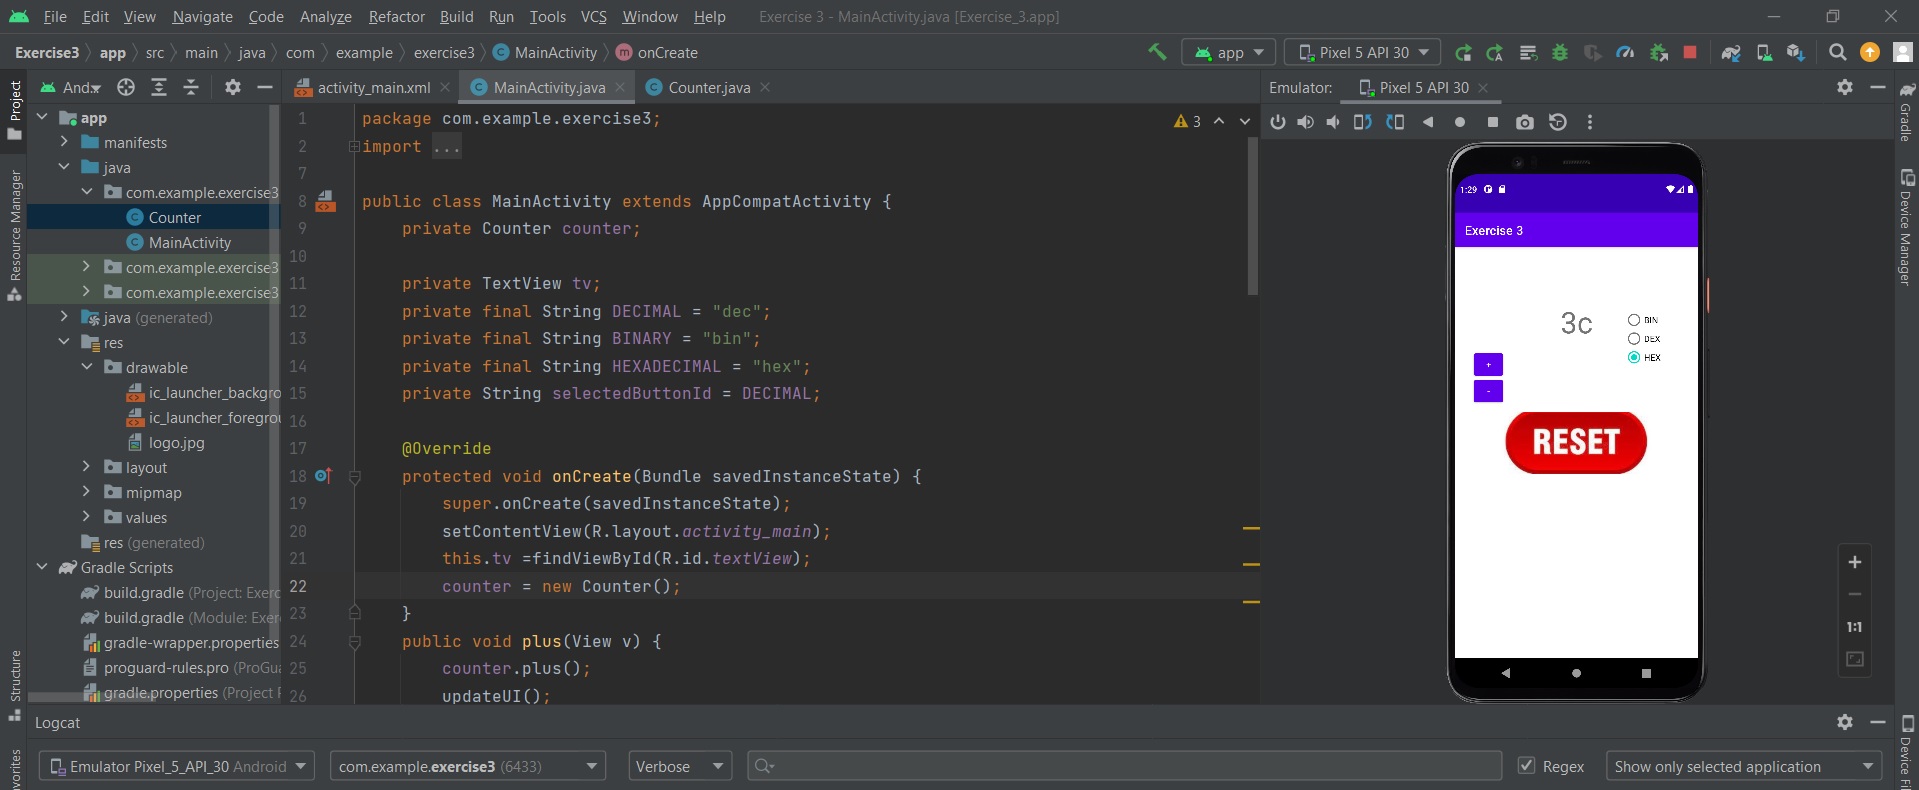 File Edit View Navigate Code Analyze Refactor Build Run Tools VCS Window Help Exercise 3 - MainActivity.java [Exercise_3.app]
Exercise3 app src main java com example exercise3 MainActivity onCreate app Pixel 5 API 30
Project
Resource Manager
Structure
And..
app
manifests
java
com.example.exercise3
Counter
MainActivity
com.example.exercise3
com.example.exercise3
java (generated)
res
drawable
ic_launcher_backgro
ic_launcher_foregrou
logo.jpg
layout
mipmap
values
res (generated)
Gradle Scripts
build.gradle (Project: Exerc
build.gradle (Module: Exer
gradle-wrapper.properties
proguard-rules.pro (ProGua
gradle.properties (Project P
activity_main.xml MainActivity.java Counter.java
3
1 package com.example.exercise3;
2 import ...
7
8 public class MainActivity extends AppCompatActivity {
9 private Counter counter;
10
11 private TextView tv;
12 private final String DECIMAL = "dec";
13 private final String BINARY = "bin";
14 private final String HEXADECIMAL = "hex";
15 private String selectedButtonId = DECIMAL;
16
17 @Override
18 protected void onCreate(Bundle savedInstanceState) {
19 super.onCreate(savedInstanceState);
20 setContentView(R.layout.activity_main);
21 this.tv =findViewById(R.id.textView);
22 counter = new Counter();
23 }
24 public void plus(View v) {
25 counter.plus();
26 updateUI();
Emulator: Pixel 5 API 30
1:29
Exercise 3
3c
BIN
DEX
HEX
+
-
RESET
1:1
Gradle
Device Manager
Logcat
Emulator Pixel_5_API_30 Android com.example.exercise3 (6433) Verbose Regex Show only selected application
avorites
Device Fil